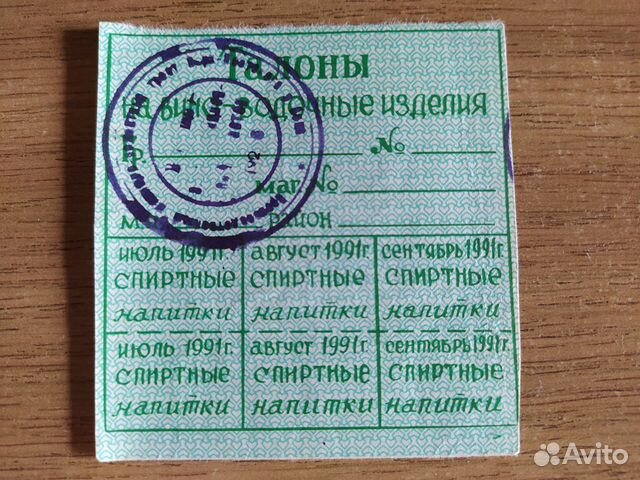 Талоны
на вино-водочные изделия
гр. №
маг. №
район
июль 1991г. август 1991г. сентябрь 1991г.
спиртные спиртные спиртные
напитки напитки напитки
июль 1991г. август 1991г. сентябрь 1991г.
спиртные спиртные спиртные
напитки напитки напитки
Avito